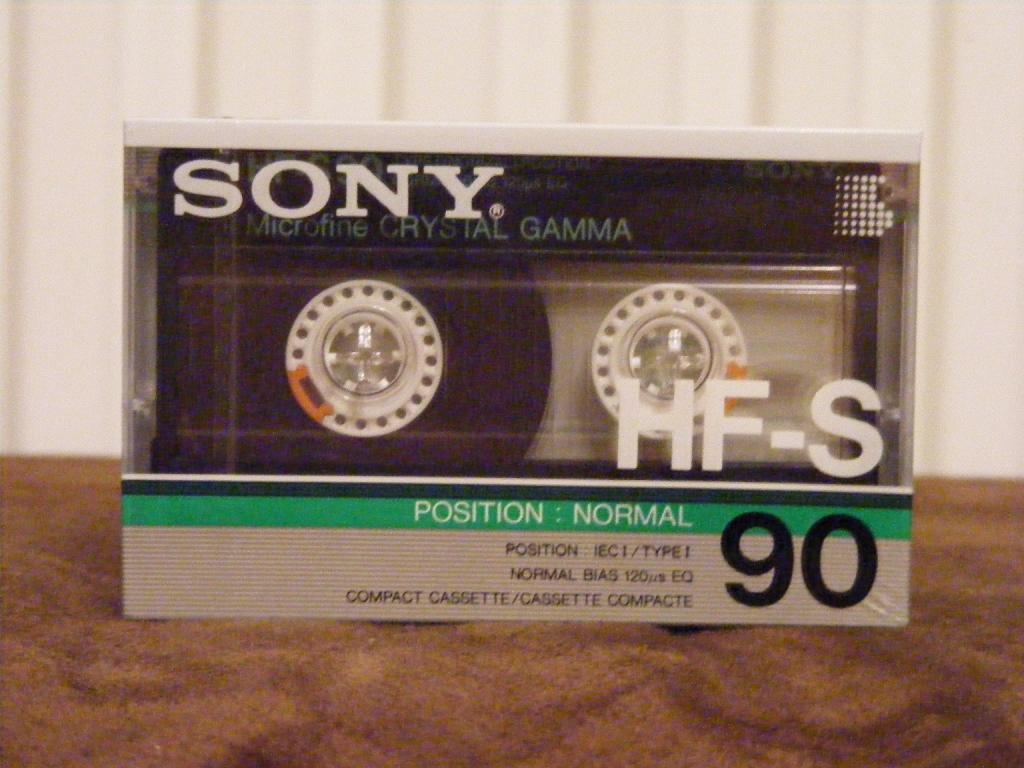 SONY®
Microfine CRYSTAL GAMMA
HF-S
POSITION : NORMAL
90
POSITION IEC I / TYPE I
NORMAL BIAS 120µs EQ
COMPACT CASSETTE/CASSETTE COMPACTE